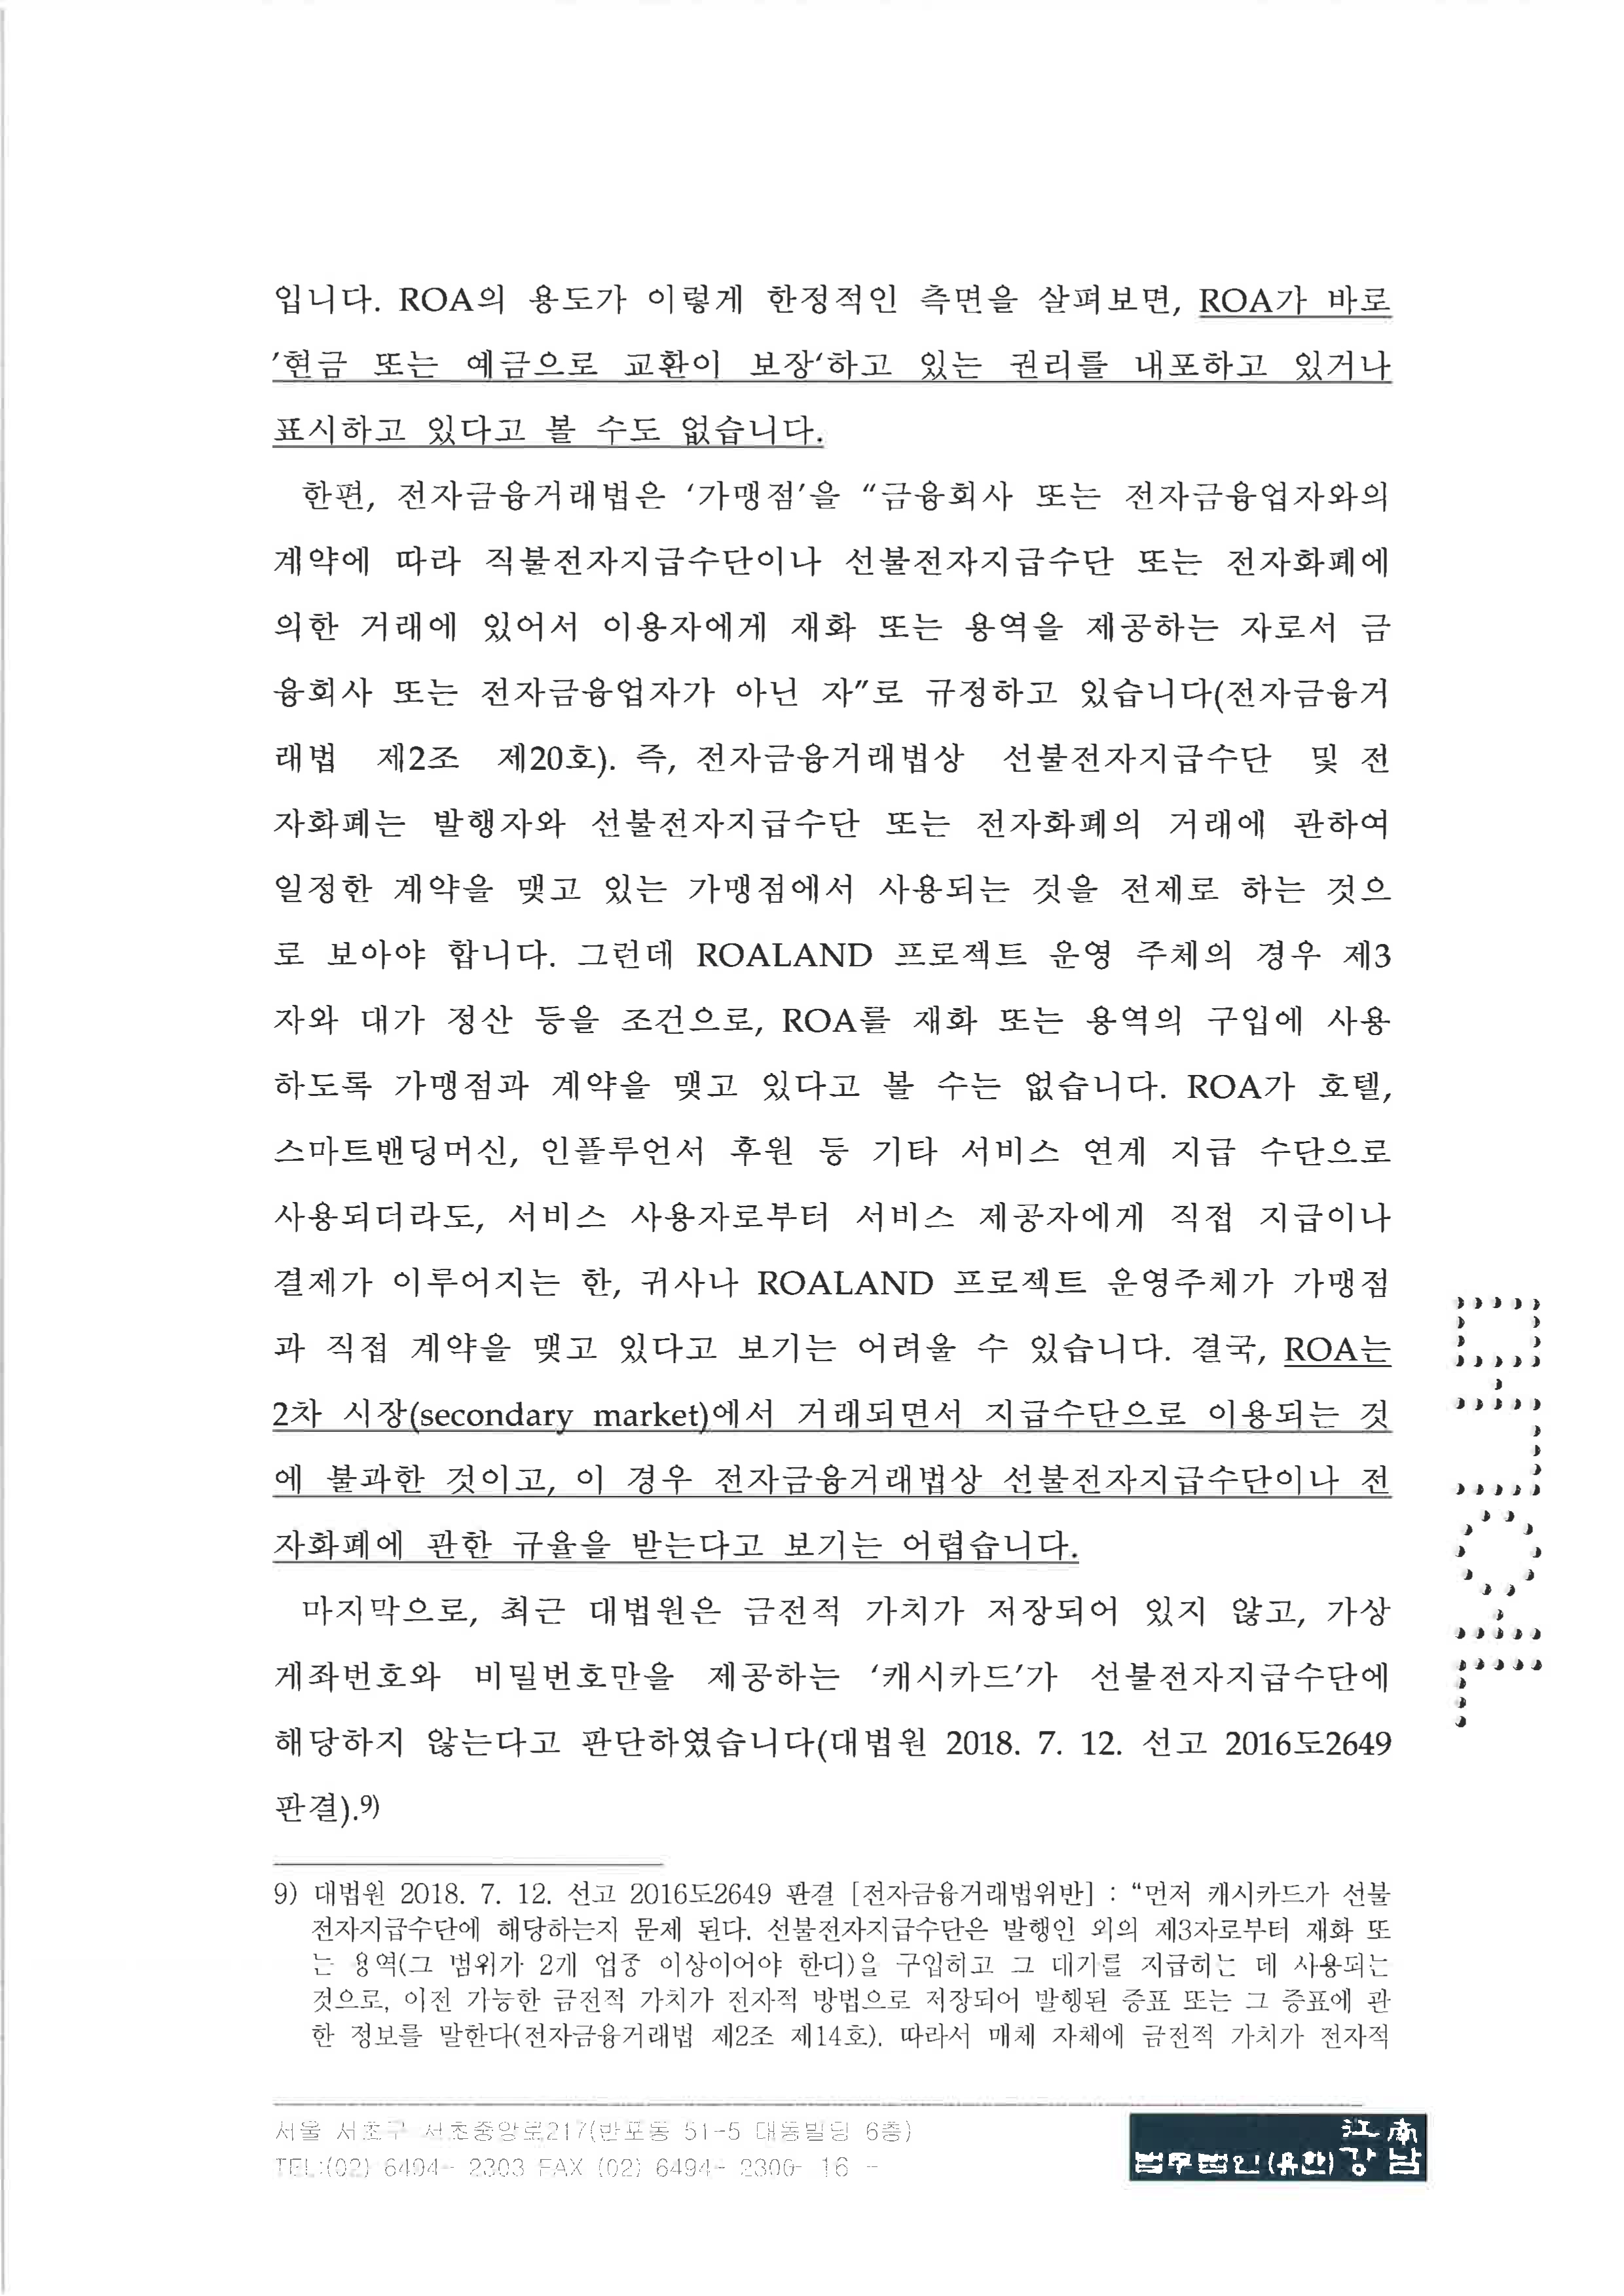 입니다. ROA의 용도가 이렇게 한정적인 측면을 살펴보면, ROA가 바로
'현금 또는 예금으로 교환이 보장'하고 있는 권리를 내포하고 있거나
표시하고 있다고 볼 수도 없습니다.
한편, 전자금융거래법은 '가맹점'을 "금융회사 또는 전자금융업자와의
계약에 따라 직불전자지급수단이나 선불전자지급수단 또는 전자화폐에
의한 거래에 있어서 이용자에게 재화 또는 용역을 제공하는 자로서 금
융회사 또는 전자금융업자가 아닌 자"로 규정하고 있습니다(전자금융거
래법 제2조 제20호). 즉, 전자금융거래법상 선불전자지급수단 및 전
자화폐는 발행자와 선불전자지급수단 또는 전자화폐의 거래에 관하여
일정한 계약을 맺고 있는 가맹점에서 사용되는 것을 전제로 하는 것으
로 보아야 합니다. 그런데 ROALAND 프로젝트 운영 주체의 경우 제3
자와 대가 정산 등을 조건으로, ROA를 재화 또는 용역의 구입에 사용
하도록 가맹점과 계약을 맺고 있다고 볼 수는 없습니다. ROA가 호텔,
스마트밴딩머신, 인플루언서 후원 등 기타 서비스 연계 지급 수단으로
사용되더라도, 서비스 사용자로부터 서비스 제공자에게 직접 지급이나
결제가 이루어지는 한, 귀사나 ROALAND 프로젝트 운영주체가 가맹점
과 직접 계약을 맺고 있다고 보기는 어려울 수 있습니다. 결국, ROA는
2차 시장(secondary market)에서 거래되면서 지급수단으로 이용되는 것
에 불과한 것이고, 이 경우 전자금융거래법상 선불전자지급수단이나 전
자화폐에 관한 규율을 받는다고 보기는 어렵습니다.
마지막으로, 최근 대법원은 금전적 가치가 저장되어 있지 않고, 가상
계좌번호와 비밀번호만을 제공하는 '캐시카드'가 선불전자지급수단에
해당하지 않는다고 판단하였습니다(대법원 2018. 7. 12. 선고 2016도2649
판결).9)
9) 대법원 2018. 7. 12. 선고 2016도2649 판결 [전자금융거래법위반] : "먼저 캐시카드가 선불
전자지급수단에 해당하는지 문제 된다. 선불전자지급수단은 발행인 외의 제3자로부터 재화 또
는 용역(그 범위가 2개 업종 이상이어야 한다)을 구입하고 그 대가를 지급하는 데 사용되는
것으로, 이전 가능한 금전적 가치가 전자적 방법으로 저장되어 발행된 증표 또는 그 증표에 관
한 정보를 말한다(전자금융거래법 제2조 제14호). 따라서 매체 자체에 금전적 가치가 전자적
서울 서초구 서초중앙로217(반포동 51-5 대동빌딩 6층)
TEL:(02) 6494- 2303 FAX (02) 6494- 2300- 16 -
江南
법무법인(유한) 강남